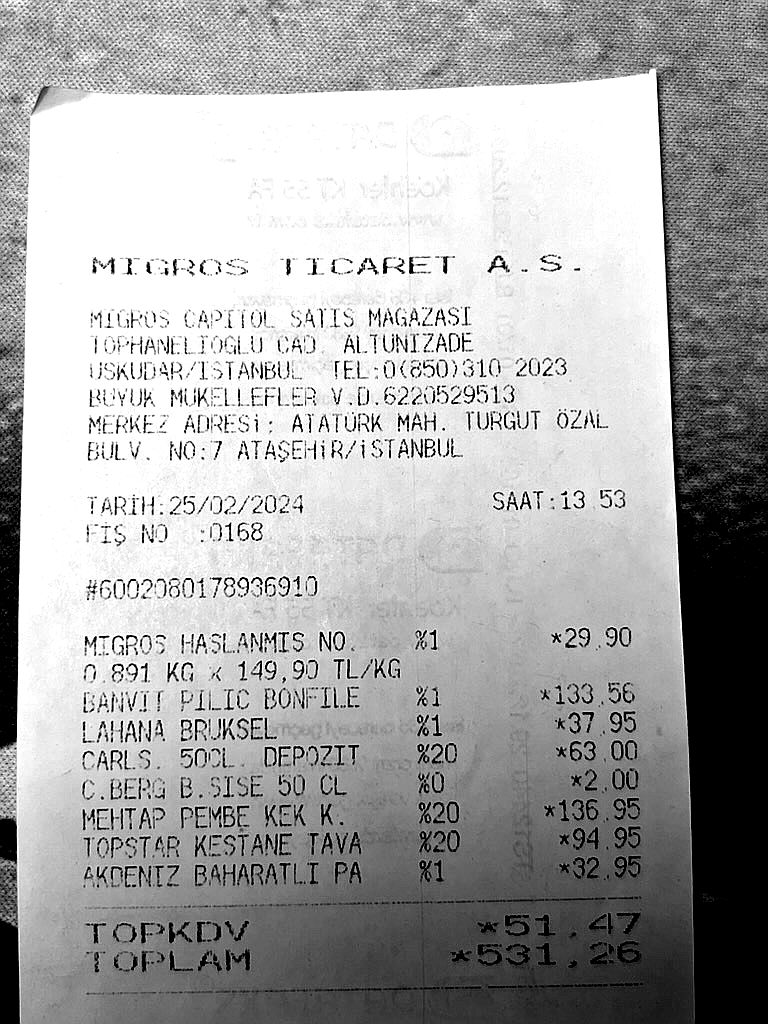 MIGROS TICARET A.S.
MIGROS CAPITOL SATIS MAGAZASI
TOPHANELIOGLU CAD. ALTUNIZADE
USKUDAR/ISTANBUL TEL:0(850)310 2023
BUYUK MUKELLEFLER V.D.6220529513
MERKEZ ADRESi: ATATÜRK MAH. TURGUT ÖZAL
BULV. NO:7 ATAŞEHİR/iSTANBUL
TARİH:25/02/2024 SAAT:13 53
FİŞ NO :0168
#6002080178936910
MIGROS HASLANMIS NO. %1 *29,90
0.891 KG x 149,90 TL/KG
BANVIT PILIC BONFILE %1 *133,56
LAHANA BRUKSEL %1 *37,95
CARLS. 50CL. DEPOZIT %20 *63,00
C.BERG B.SISE 50 CL %0 *2,00
MEHTAP PEMBE KEK K. %20 *136,95
TOPSTAR KESTANE TAVA %20 *94,95
AKDENIZ BAHARATLI PA %1 *32,95
TOPKDV *51,47
TOPLAM *531,26